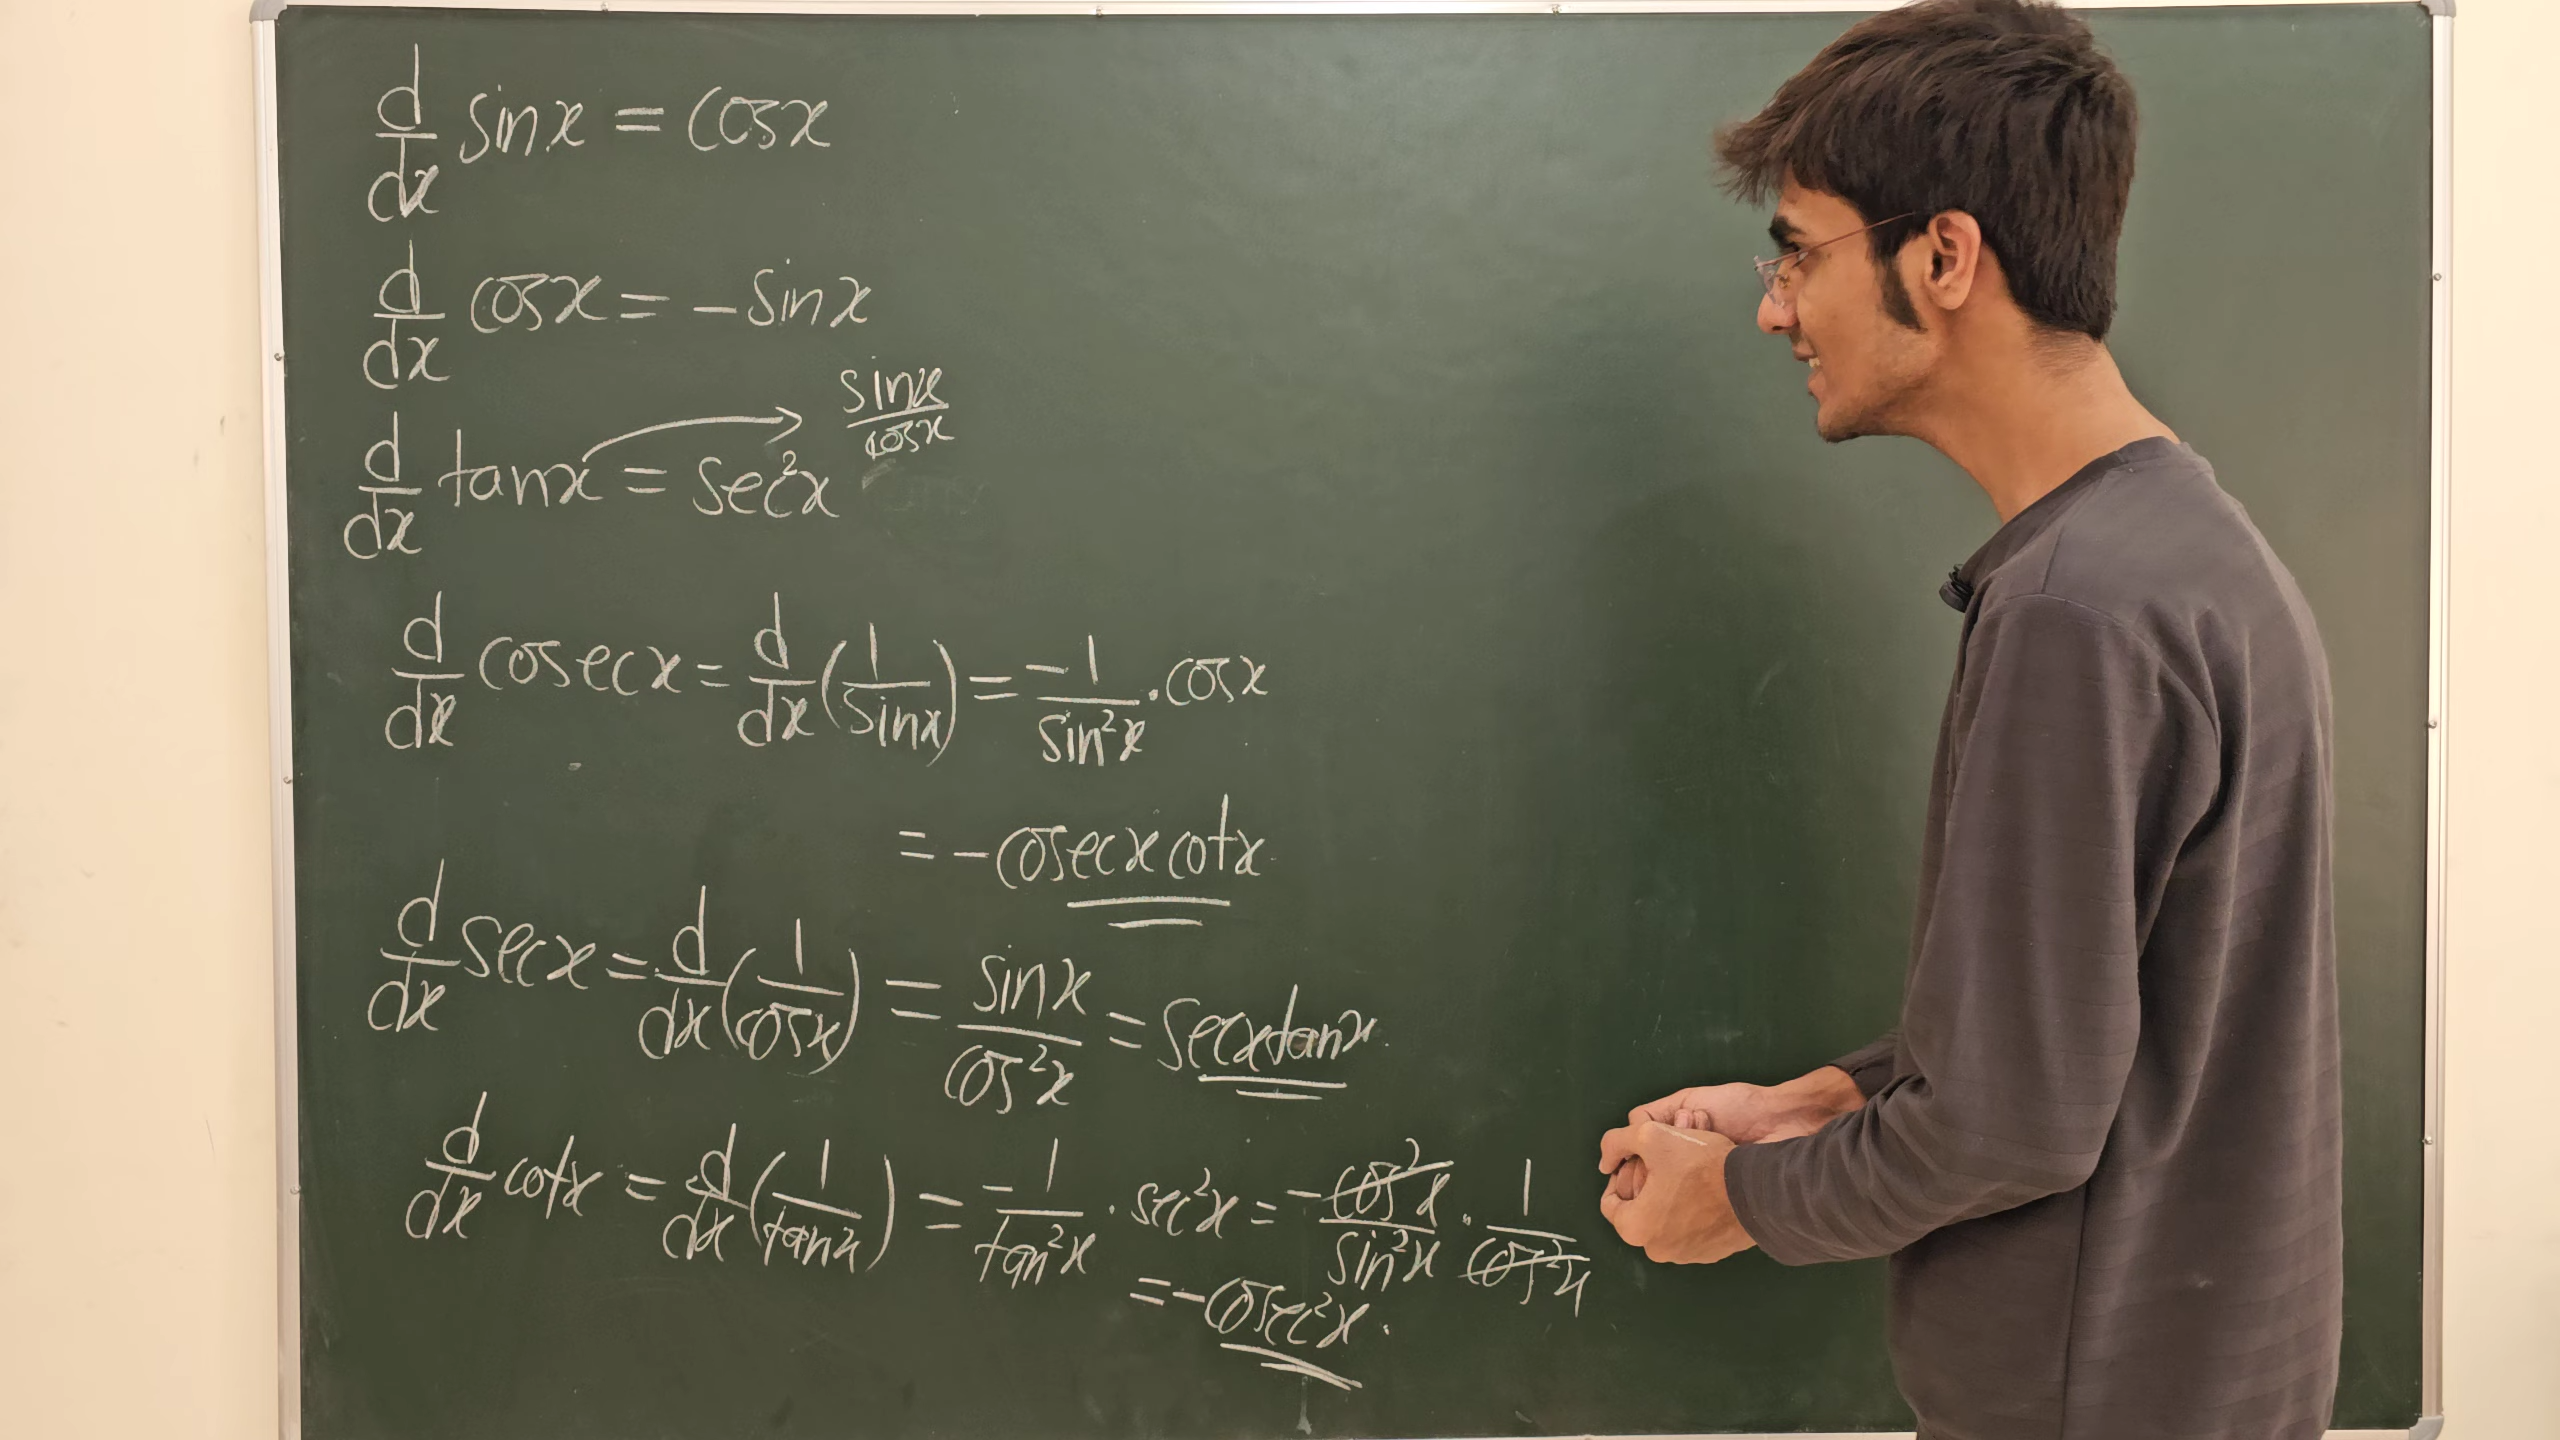 d/dx sinx = cosx
d/dx cosx = -sinx
d/dx tanx = sec²x → sinx/cosx
d/dx cosecx = d/dx (1/sinx) = -1/sin²x · cosx
= -cosecx cotx
d/dx secx = d/dx (1/cosx) = sinx/cos²x = secxtanx
d/dx cotx = d/dx (1/tanx) = -1/tan²x · sec²x = -cos²x/sin²x · 1/cos²x
= -cosec²x.